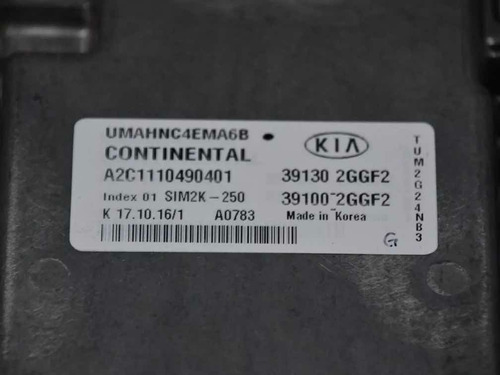 UMAHNC4EMA6B
CONTINENTAL
KIA
A2C1110490401
39130 2GGF2
Index 01 SIM2K-250
39100-2GGF2
K 17.10.16/1 A0783
Made in Korea
G
TUM2G24NB3